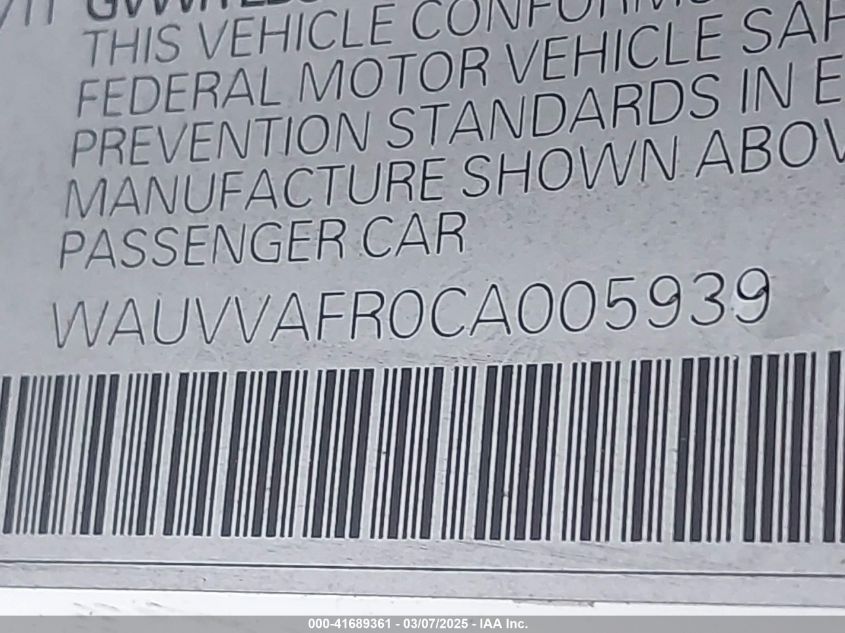 THIS VEHICLE CONFORMS
FEDERAL MOTOR VEHICLE SAF
PREVENTION STANDARDS IN E
MANUFACTURE SHOWN ABOV
PASSENGER CAR
WAUVVAFR0CA005939
000-41689361 - 03/07/2025 - IAA Inc.